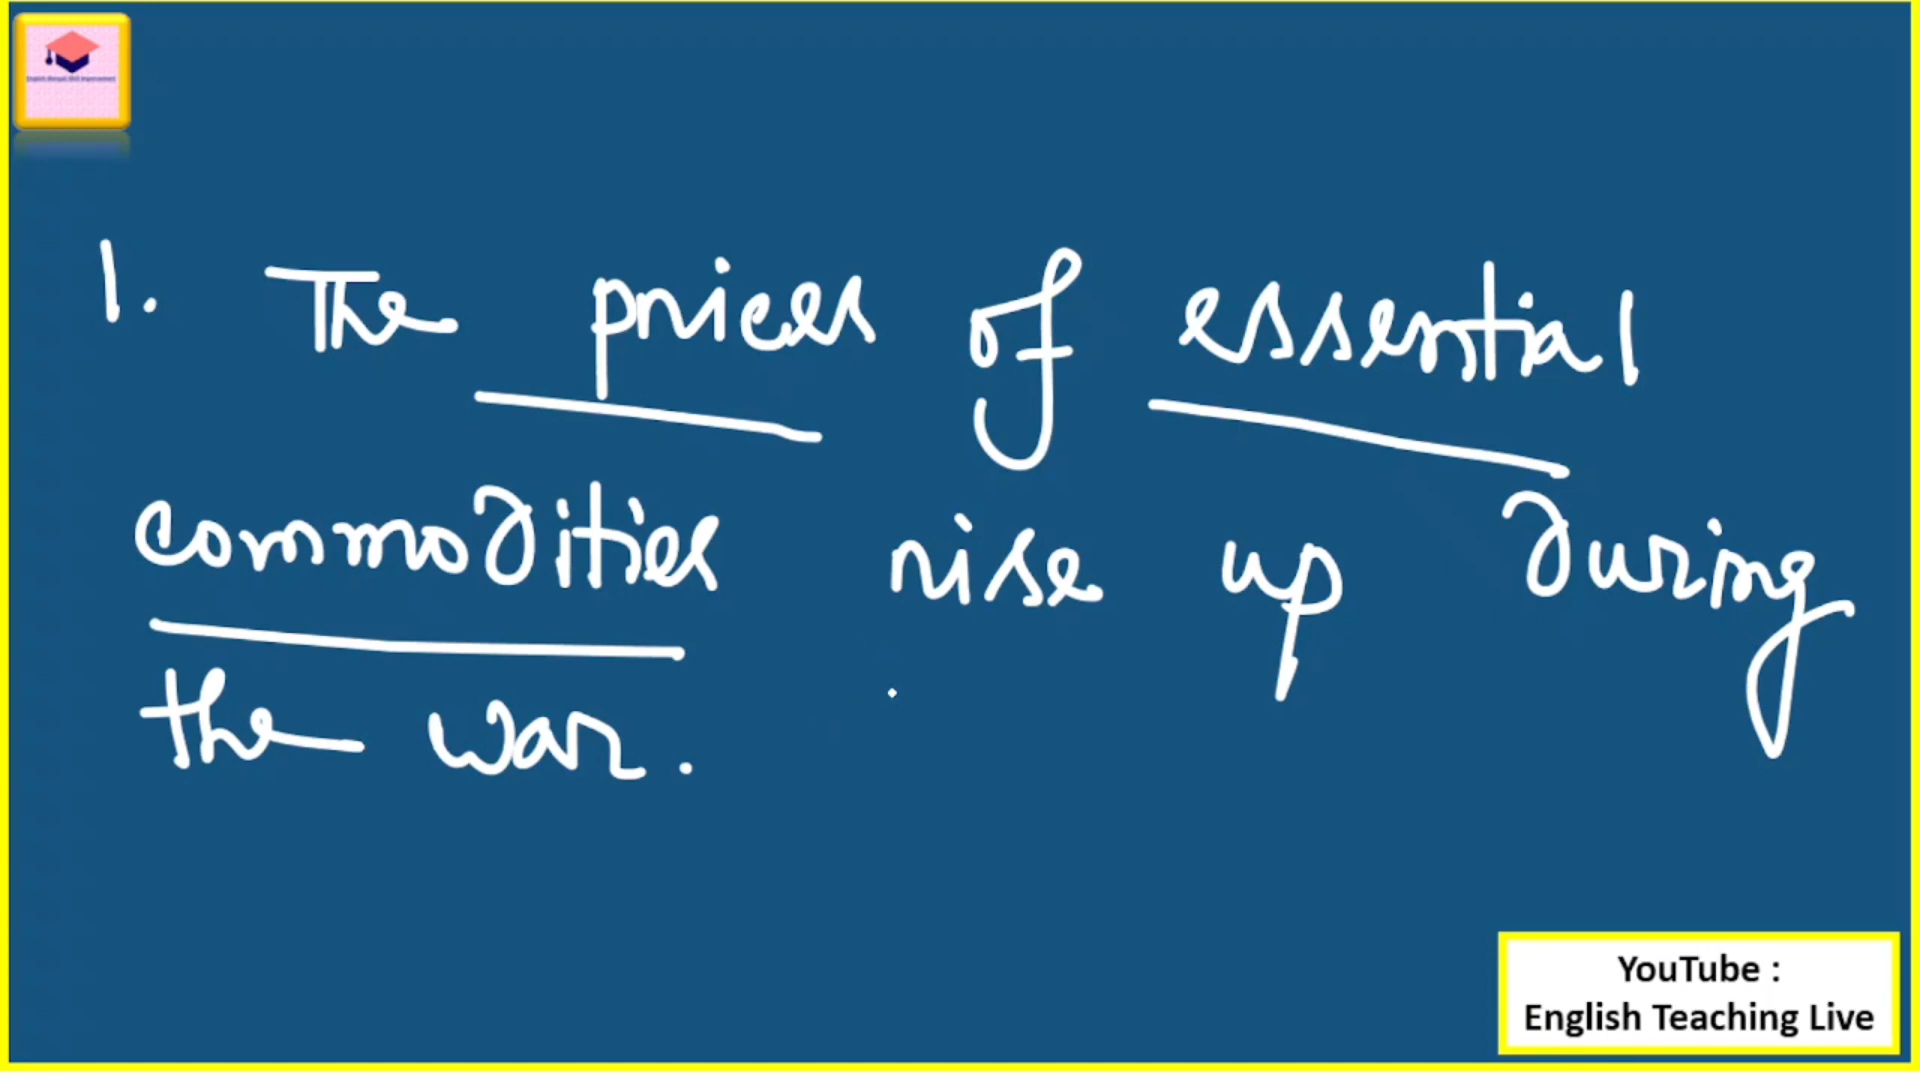 1. The prices of essential
commodities rise up during
the war.
YouTube :
English Teaching Live